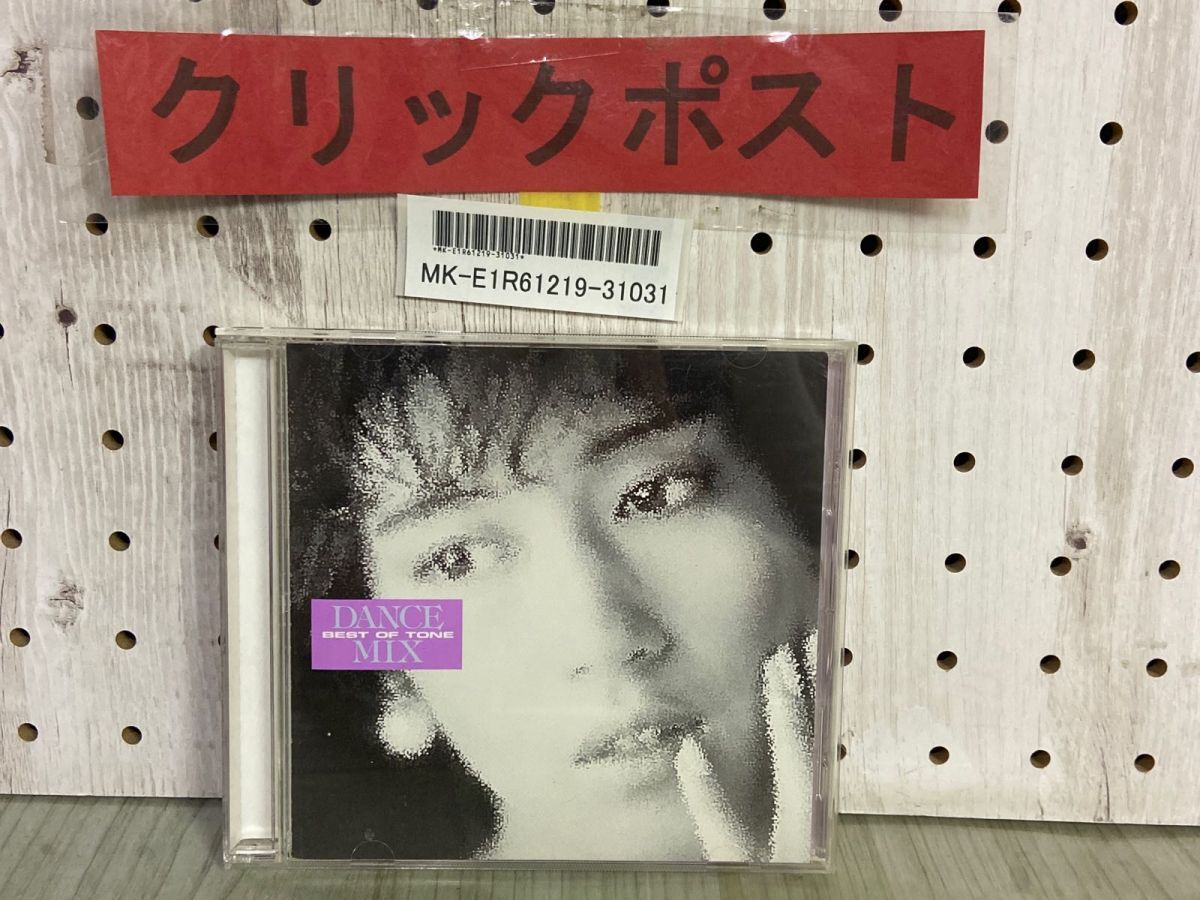 クリックポスト
*MK-E1R61219-31031*
MK-E1R61219-31031
DANCE
BEST OF TONE
MIX